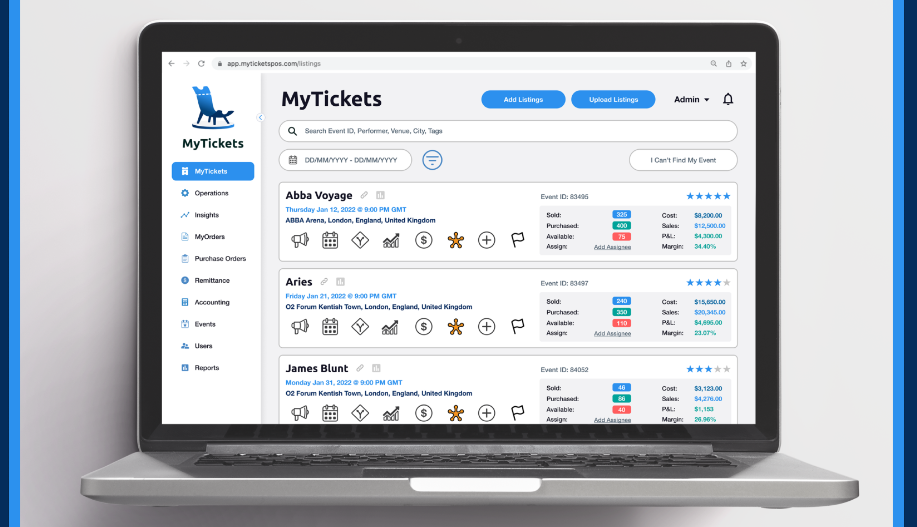 app.myticketspos.com/listings
MyTickets
MyTickets
Operations
Insights
MyOrders
Purchase Orders
Remittance
Accounting
Events
Users
Reports
MyTickets
Add Listings
Upload Listings
Admin
Search Event ID, Performer, Venue, City, Tags
DD/MM/YYYY - DD/MM/YYYY
I Can't Find My Event
Abba Voyage
Thursday Jan 12, 2022 @ 9:00 PM GMT
ABBA Arena, London, England, United Kingdom
Event ID: 83495
Sold: 325 Cost: $8,200.00
Purchased: 400 Sales: $12,500.00
Available: 75 P&L: $4,300.00
Assign: Add Assignee Margin: 34.40%
Aries
Friday Jan 21, 2022 @ 9:00 PM GMT
O2 Forum Kentish Town, London, England, United Kingdom
Event ID: 83497
Sold: 240 Cost: $15,650.00
Purchased: 350 Sales: $20,345.00
Available: 110 P&L: $4,695.00
Assign: Add Assignee Margin: 23.07%
James Blunt
Monday Jan 31, 2022 @ 9:00 PM GMT
O2 Forum Kentish Town, London, England, United Kingdom
Event ID: 84052
Sold: 46 Cost: $3,123.00
Purchased: 86 Sales: $4,276.00
Available: 40 P&L: $1,153
Assign: Add Assignee Margin: 26.96%